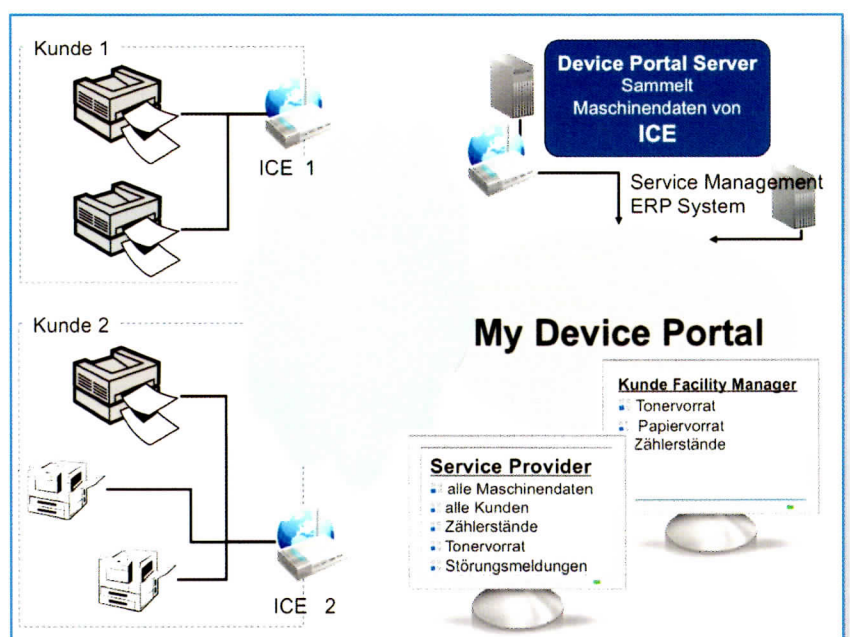 Kunde 1
ICE 1
Device Portal Server
Sammelt
Maschinendaten von
ICE
Service Management
ERP System
Kunde 2
ICE 2
My Device Portal
Kunde Facility Manager
Tonervorrat
Papiervorrat
Zählerstände
Service Provider
alle Maschinendaten
alle Kunden
Zählerstände
Tonervorrat
Störungsmeldungen